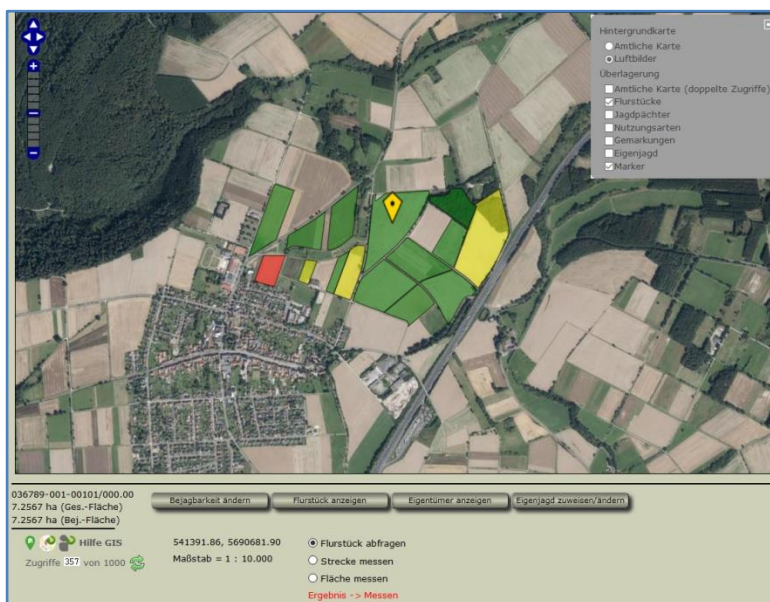 Hintergrundkarte
Amtliche Karte
Luftbilder
Überlagerung
Amtliche Karte (doppelte Zugriffe)
Flurstücke
Jagdpächter
Nutzungsarten
Gemarkungen
Eigenjagd
Marker
036789-001-00101/000.00
7.2567 ha (Ges.-Fläche)
7.2567 ha (Bej.-Fläche)
Bejagbarkeit ändern
Flurstück anzeigen
Eigentümer anzeigen
Eigenjagd zuweisen/ändern
Hilfe GIS
Zugriffe 357 von 1000
541391.86, 5690681.90
Maßstab = 1 : 10.000
Flurstück abfragen
Strecke messen
Fläche messen
Ergebnis -> Messen